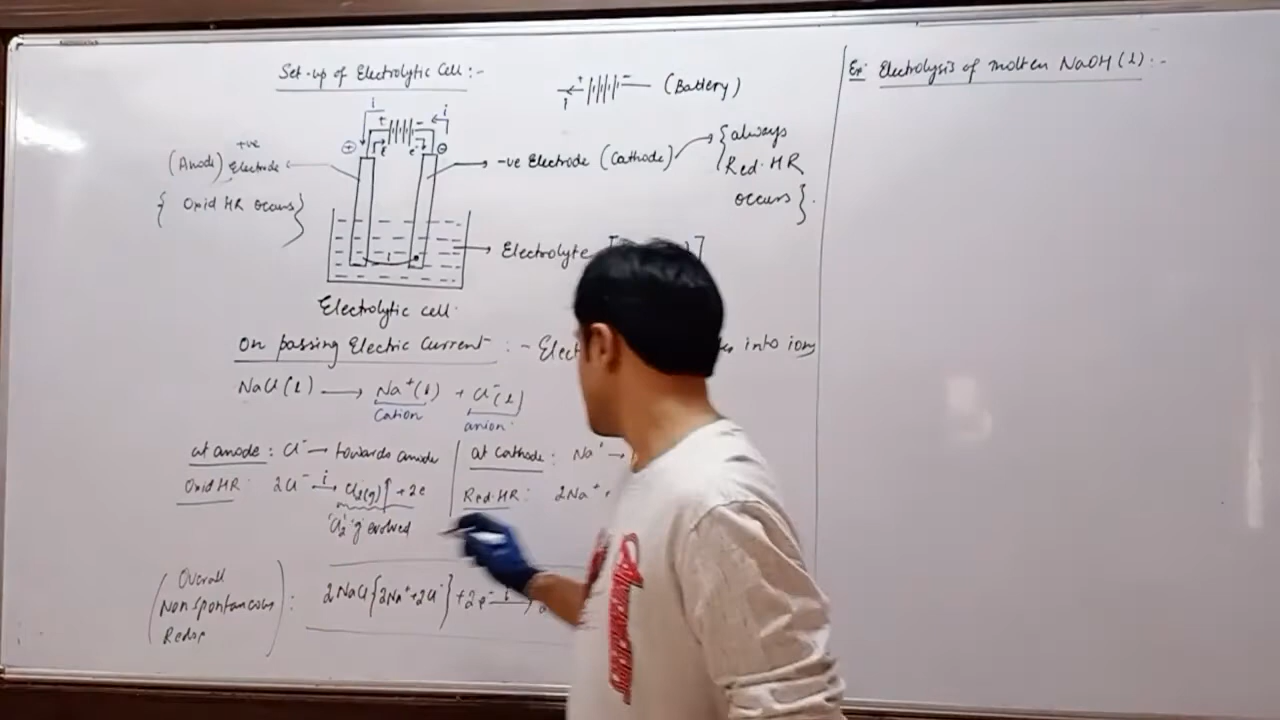 Set-up of Electrolytic Cell:-
i
+ - (Battery)
i
i i
+ -
+ve
(Anode) Electrode
{ Oxid HR occurs }
-ve Electrode (Cathode)
{ always
Red. HR
occurs }.
Electrolyte
Electrolytic cell.
On passing Electric Current :- Elect into ions
NaCl(l) → Na⁺(l) + Cl⁻(l)
Cation anion
at anode: Cl⁻ → towards anode
Oxid HR: 2Cl⁻ →i Cl₂(g)↑ + 2e
'Cl₂' g evolved
at Cathode: Na⁺ →
Red. HR: 2Na⁺
( Overall
Non spontaneous
Redox ) :
2NaCl {2Na⁺+2Cl⁻} + 2e⁻ →i
Ex: Electrolysis of molten NaOH(l):-